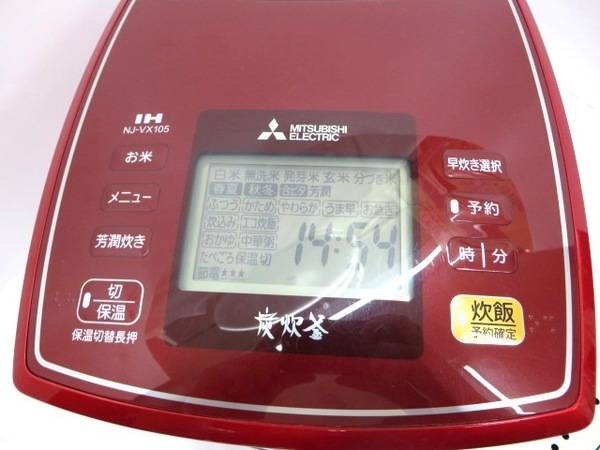 IH
NJ-VX105
お米
メニュー
芳潤炊き
切
保温
保温切替長押
MITSUBISHI
ELECTRIC
白米 無洗米 発芽米 玄米 分づき米
春夏 秋冬 芳潤
ふつう かため やわらか うま早 お急ぎ
炊込み エコ炊飯
おかゆ 中華粥
たべごろ 保温 切
節電★★★
14:54
炭炊釜
早炊き選択
予約
時 分
炊飯
予約確定